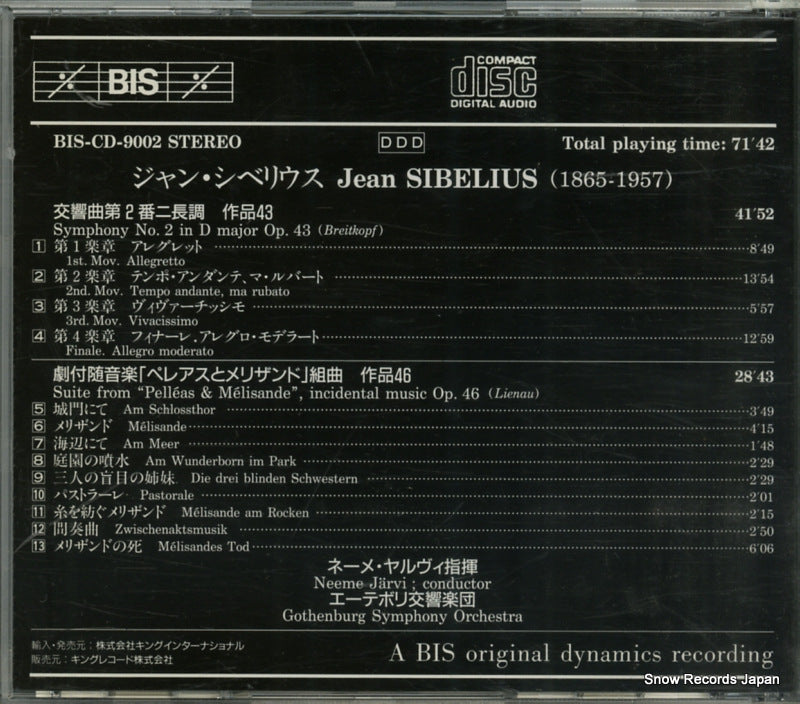 BIS
COMPACT
disc
DIGITAL AUDIO
BIS-CD-9002 STEREO DDD Total playing time: 71'42
ジャン・シベリウス Jean SIBELIUS (1865-1957)
交響曲第2番ニ長調 作品43 41'52
Symphony No. 2 in D major Op. 43 (Breitkopf)
1 第1楽章 アレグレット 8'49
1st. Mov. Allegretto
2 第2楽章 テンポ・アンダンテ、マ・ルバート 13'54
2nd. Mov. Tempo andante, ma rubato
3 第3楽章 ヴィヴァーチッシモ 5'57
3rd. Mov. Vivacissimo
4 第4楽章 フィナーレ、アレグロ・モデラート 12'59
Finale. Allegro moderato
劇付随音楽「ペレアスとメリザンド」組曲 作品46 28'43
Suite from "Pelléas & Mélisande", incidental music Op. 46 (Lienau)
5 城門にて Am Schlossthor 3'49
6 メリザンド Mélisande 4'15
7 海辺にて Am Meer 1'48
8 庭園の噴水 Am Wunderborn im Park 2'29
9 三人の盲目の姉妹 Die drei blinden Schwestern 2'29
10 パストラーレ Pastorale 2'01
11 糸を紡ぐメリザンド Mélisande am Rocken 2'15
12 間奏曲 Zwischenaktsmusik 2'50
13 メリザンドの死 Mélisandes Tod 6'06
ネーメ・ヤルヴィ指揮
Neeme Järvi ; conductor
エーテボリ交響楽団
Gothenburg Symphony Orchestra
輸入・発売元：株式会社キングインターナショナル
販売元：キングレコード株式会社
A BIS original dynamics recording
Snow Records Japan